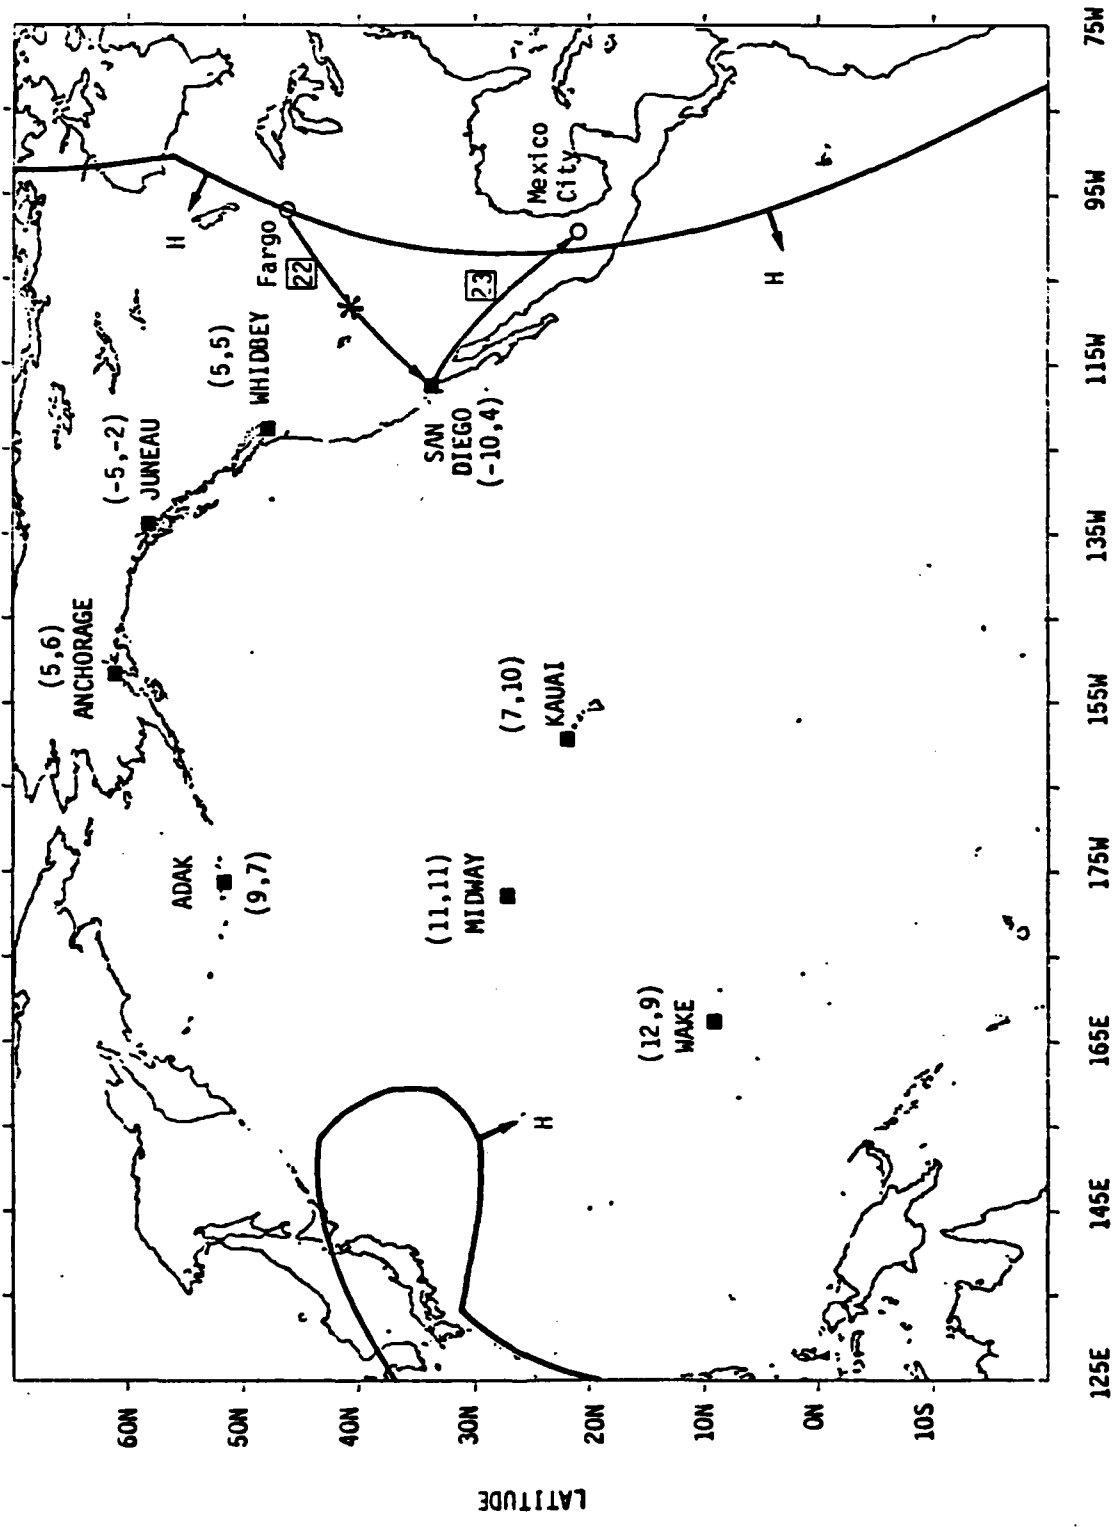 60N
50N
40N
30N
20N
10N
0N
10S
LATITUDE
125E
145E
165E
175W
155W
135W
115W
95W
75W
ADAK
(9,7)
(5,6)
ANCHORAGE
(-5,-2)
JUNEAU
(5,5)
WHIDBEY
SAN
DIEGO
(-10,4)
(7,10)
KAUAI
(11,11)
MIDWAY
(12,9)
WAKE
Fargo
22
23
Mexico
City
H
H
H